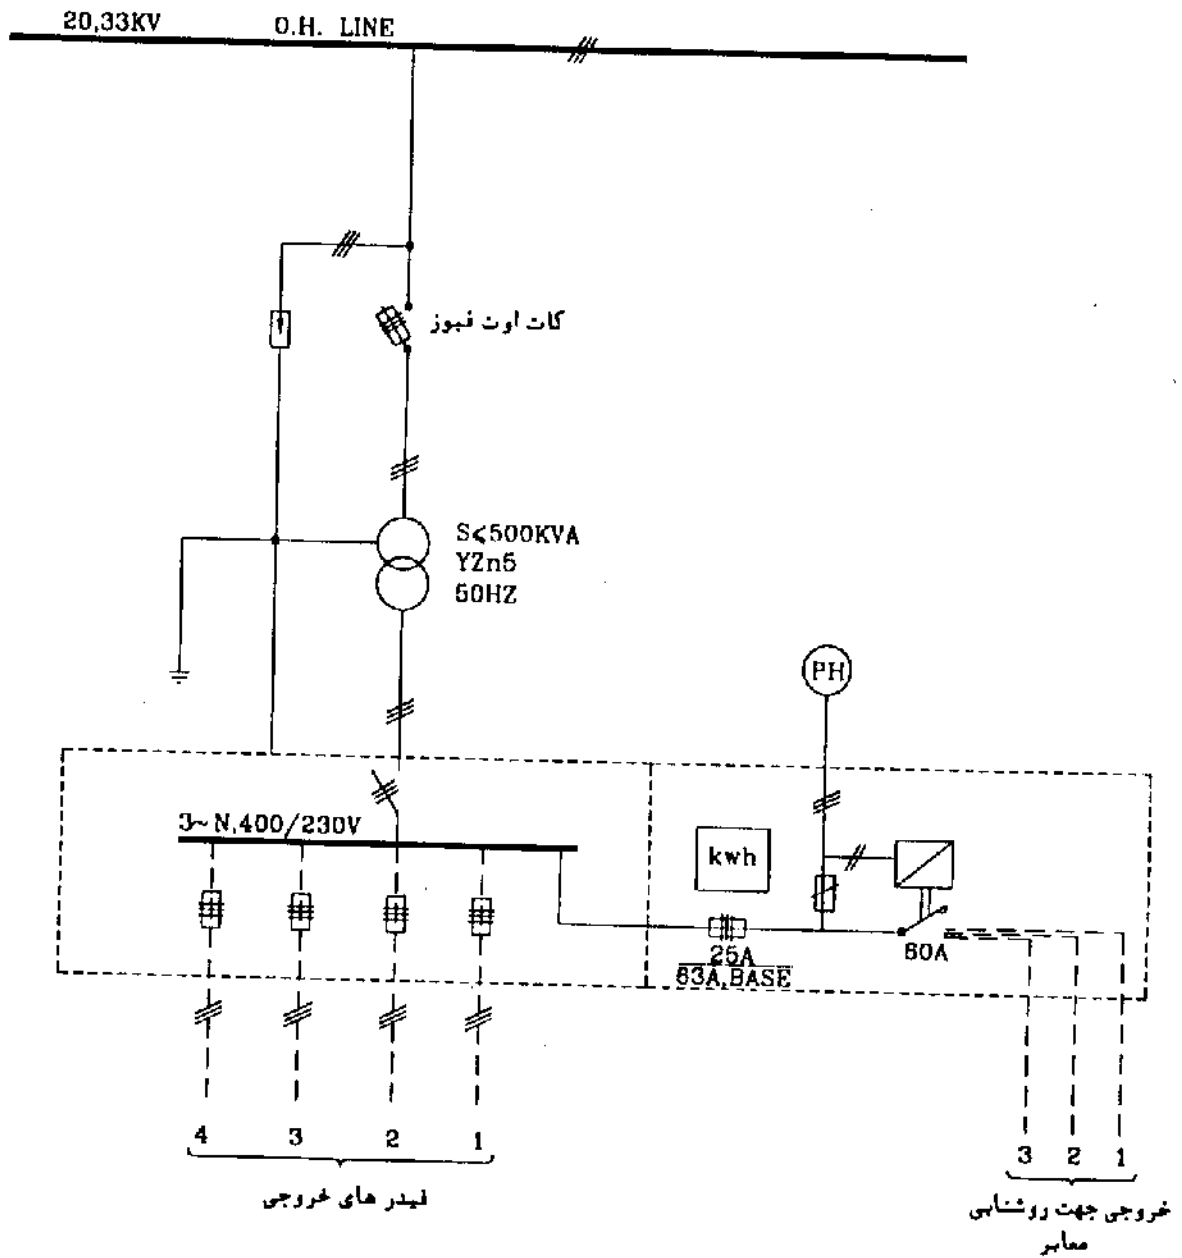 20,33KV O.H. LINE
کات اوت فیوز
S≤500KVA
YZn5
50HZ
PH
3~N,400/230V
kwh
25A
63A,BASE
60A
4 3 2 1
فیدر های خروجی
3 2 1
خروجی جهت روشنایی
معابر